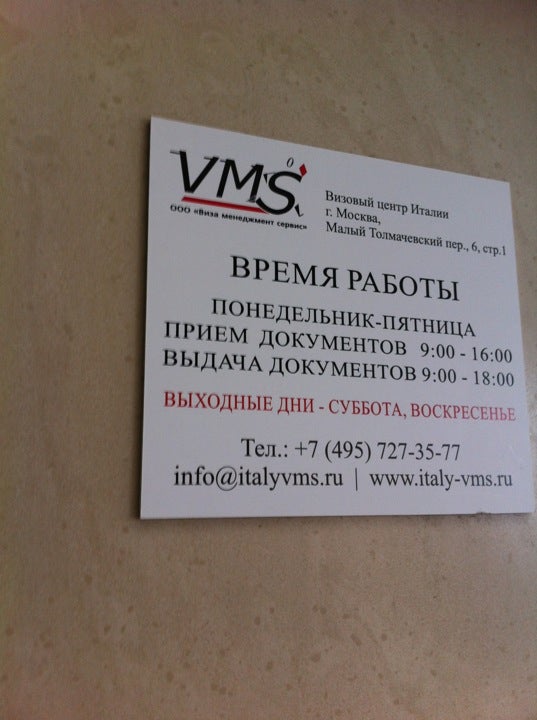 VMS
ООО «Виза менеджмент сервис»
Визовый центр Италии
г. Москва,
Малый Толмачевский пер., 6, стр.1
ВРЕМЯ РАБОТЫ
ПОНЕДЕЛЬНИК-ПЯТНИЦА
ПРИЕМ ДОКУМЕНТОВ 9:00 - 16:00
ВЫДАЧА ДОКУМЕНТОВ 9:00 - 18:00
ВЫХОДНЫЕ ДНИ - СУББОТА, ВОСКРЕСЕНЬЕ
Тел.: +7 (495) 727-35-77
info@italyvms.ru | www.italy-vms.ru